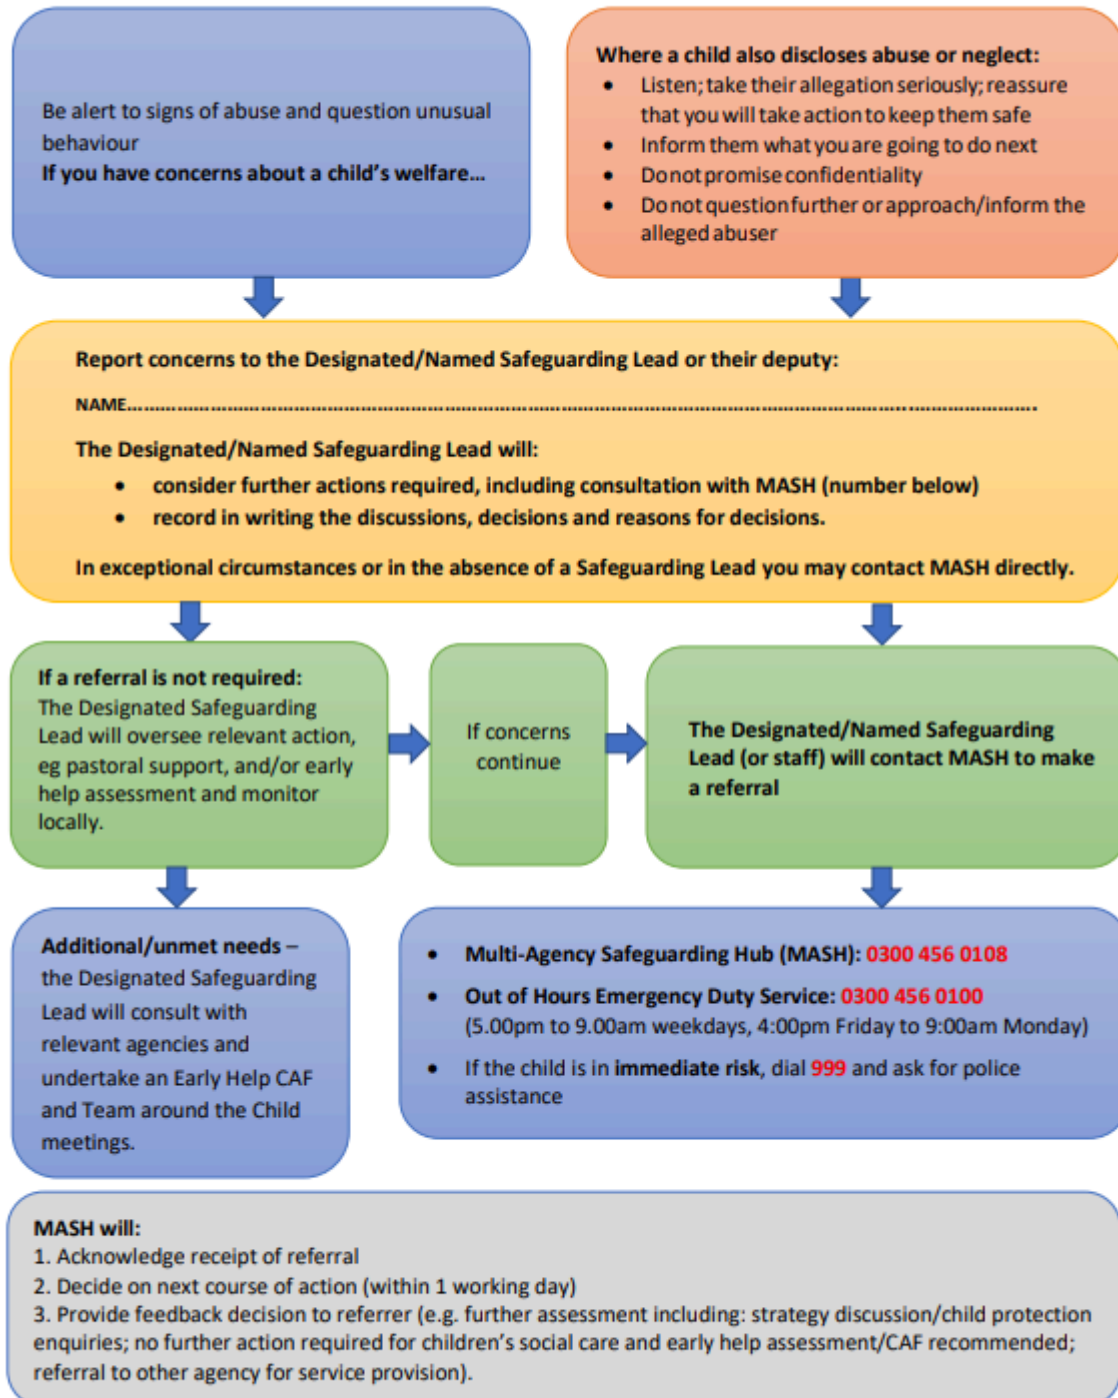 Be alert to signs of abuse and question unusual
behaviour
If you have concerns about a child's welfare…
Where a child also discloses abuse or neglect:
• Listen; take their allegation seriously; reassure
that you will take action to keep them safe
• Inform them what you are going to do next
• Do not promise confidentiality
• Do not question further or approach/inform the
alleged abuser
Report concerns to the Designated/Named Safeguarding Lead or their deputy:
NAME………………………………………………………………………………………………………………..…………………….
The Designated/Named Safeguarding Lead will:
• consider further actions required, including consultation with MASH (number below)
• record in writing the discussions, decisions and reasons for decisions.
In exceptional circumstances or in the absence of a Safeguarding Lead you may contact MASH directly.
If a referral is not required:
The Designated Safeguarding
Lead will oversee relevant action,
eg pastoral support, and/or early
help assessment and monitor
locally.
If concerns
continue
The Designated/Named Safeguarding
Lead (or staff) will contact MASH to make
a referral
Additional/unmet needs –
the Designated Safeguarding
Lead will consult with
relevant agencies and
undertake an Early Help CAF
and Team around the Child
meetings.
• Multi-Agency Safeguarding Hub (MASH): 0300 456 0108
• Out of Hours Emergency Duty Service: 0300 456 0100
(5.00pm to 9.00am weekdays, 4:00pm Friday to 9:00am Monday)
• If the child is in immediate risk, dial 999 and ask for police
assistance
MASH will:
1. Acknowledge receipt of referral
2. Decide on next course of action (within 1 working day)
3. Provide feedback decision to referrer (e.g. further assessment including: strategy discussion/child protection
enquiries; no further action required for children's social care and early help assessment/CAF recommended;
referral to other agency for service provision).